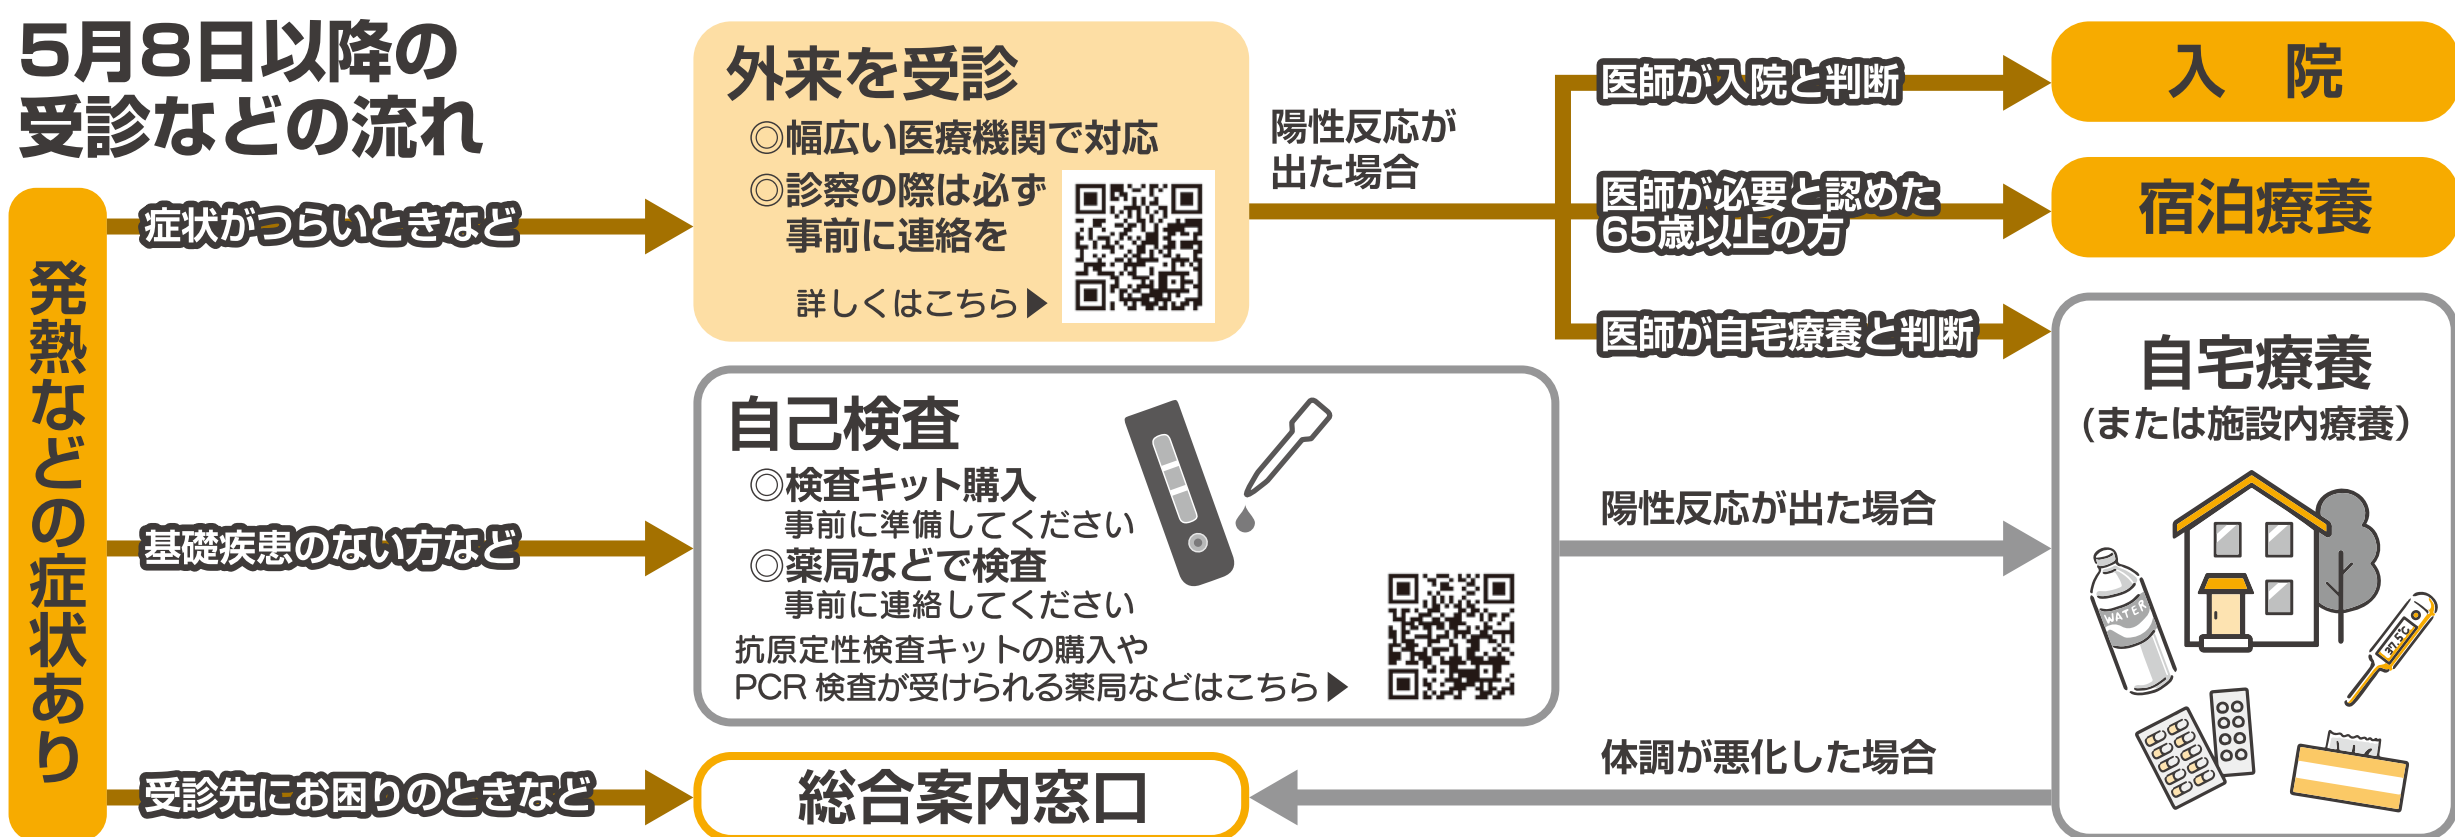 5月8日以降の
受診などの流れ
発熱などの症状あり
症状がつらいときなど
外来を受診
◎幅広い医療機関で対応
◎診察の際は必ず
事前に連絡を
詳しくはこちら▶
陽性反応が
出た場合
医師が入院と判断
入　院
医師が必要と認めた
65歳以上の方
宿泊療養
医師が自宅療養と判断
自宅療養
（または施設内療養）
基礎疾患のない方など
自己検査
◎検査キット購入
事前に準備してください
◎薬局などで検査
事前に連絡してください
抗原定性検査キットの購入や
PCR 検査が受けられる薬局などはこちら▶
陽性反応が出た場合
WATER
37.5℃
体調が悪化した場合
受診先にお困りのときなど
総合案内窓口